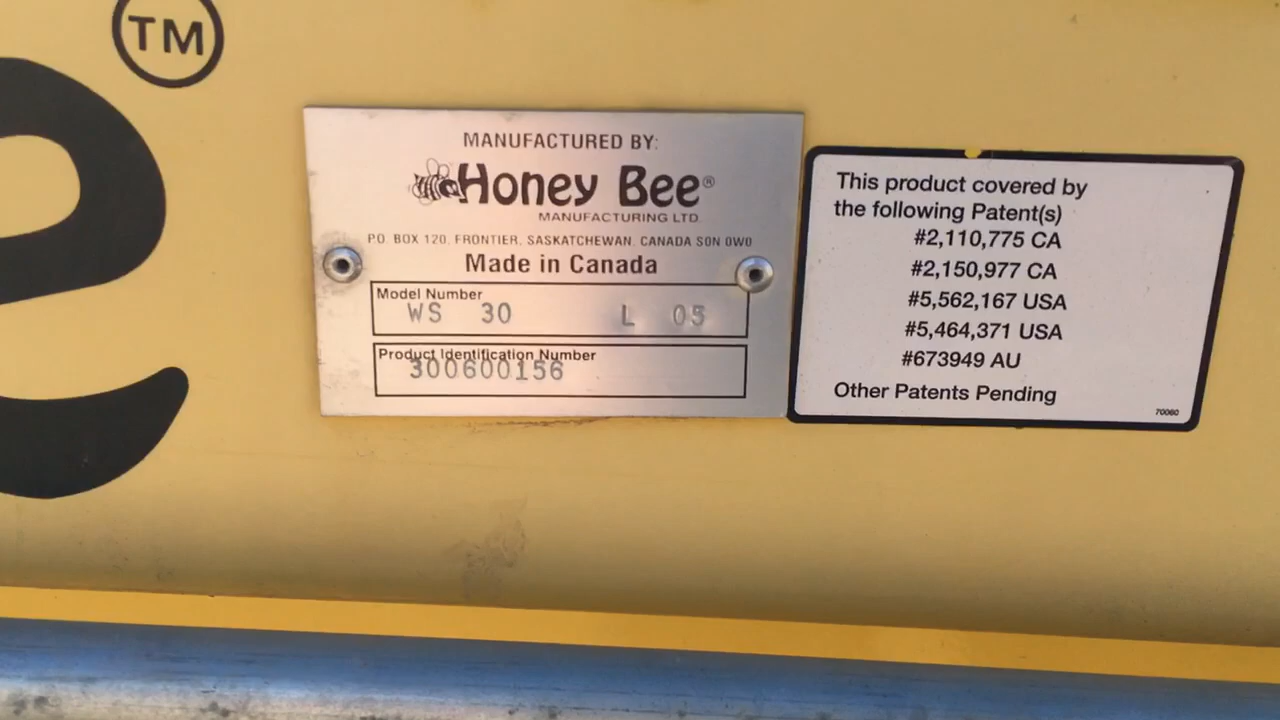 TM
e
MANUFACTURED BY:
Honey Bee®
MANUFACTURING LTD.
P.O. BOX 120, FRONTIER, SASKATCHEWAN, CANADA S0N 0W0
Made in Canada
Model Number
WS 30 L 05
Product Identification Number
300600156
This product covered by
the following Patent(s)
#2,110,775 CA
#2,150,977 CA
#5,562,167 USA
#5,464,371 USA
#673949 AU
Other Patents Pending
70060